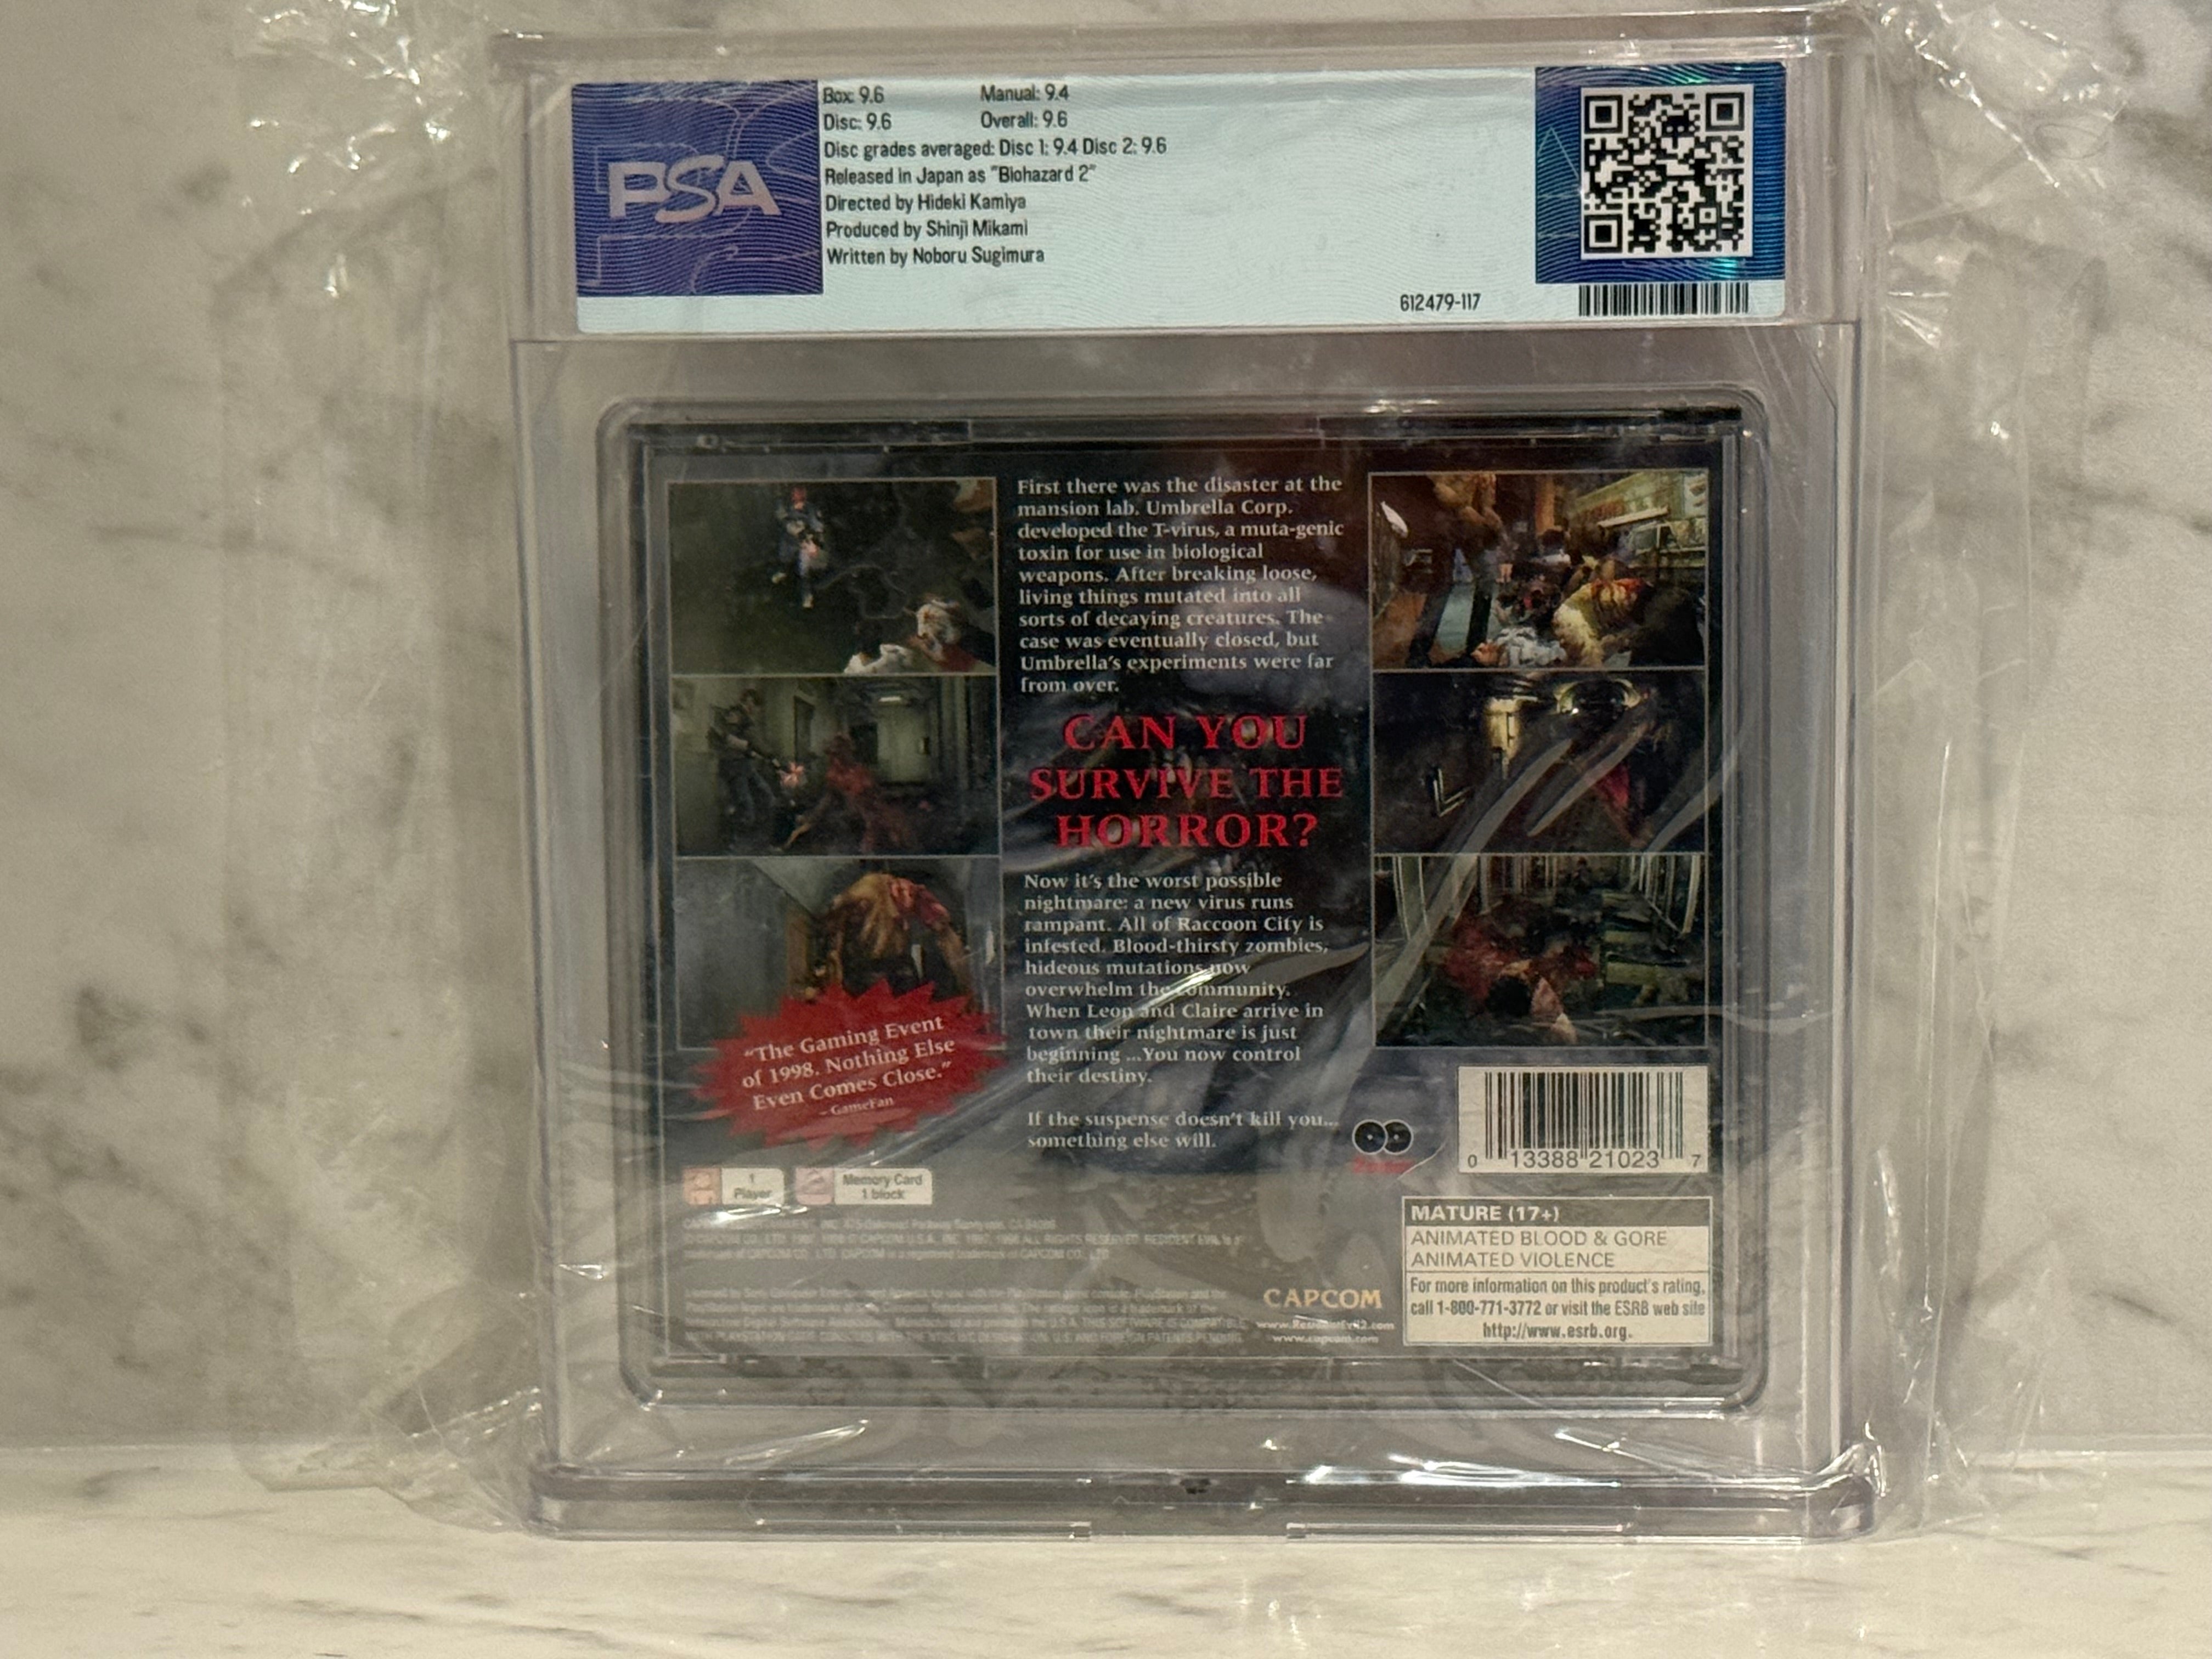 PSA
Box: 9.6 Manual: 9.4
Disc: 9.6 Overall: 9.6
Disc grades averaged: Disc 1: 9.4 Disc 2: 9.6
Released in Japan as "Biohazard 2"
Directed by Hideki Kamiya
Produced by Shinji Mikami
Written by Noboru Sugimura
612479-117
First there was the disaster at the
mansion lab. Umbrella Corp.
developed the T-virus, a muta-genic
toxin for use in biological
weapons. After breaking loose,
living things mutated into all
sorts of decaying creatures. The
case was eventually closed, but
Umbrella's experiments were far
from over.
CAN YOU
SURVIVE THE
HORROR?
Now it's the worst possible
nightmare: a new virus runs
rampant. All of Raccoon City is
infested. Blood-thirsty zombies,
hideous mutations now
overwhelm the community.
When Leon and Claire arrive in
town their nightmare is just
beginning ...You now control
their destiny.
If the suspense doesn't kill you...
something else will.
"The Gaming Event
of 1998. Nothing Else
Even Comes Close."
- GameFan
1
Player
Memory Card
1 block
0 13388 21023 7
MATURE (17+)
ANIMATED BLOOD & GORE
ANIMATED VIOLENCE
For more information on this product's rating,
call 1-800-771-3772 or visit the ESRB web site
http://www.esrb.org.
CAPCOM
www.ResidentEvil2.com
www.capcom.com